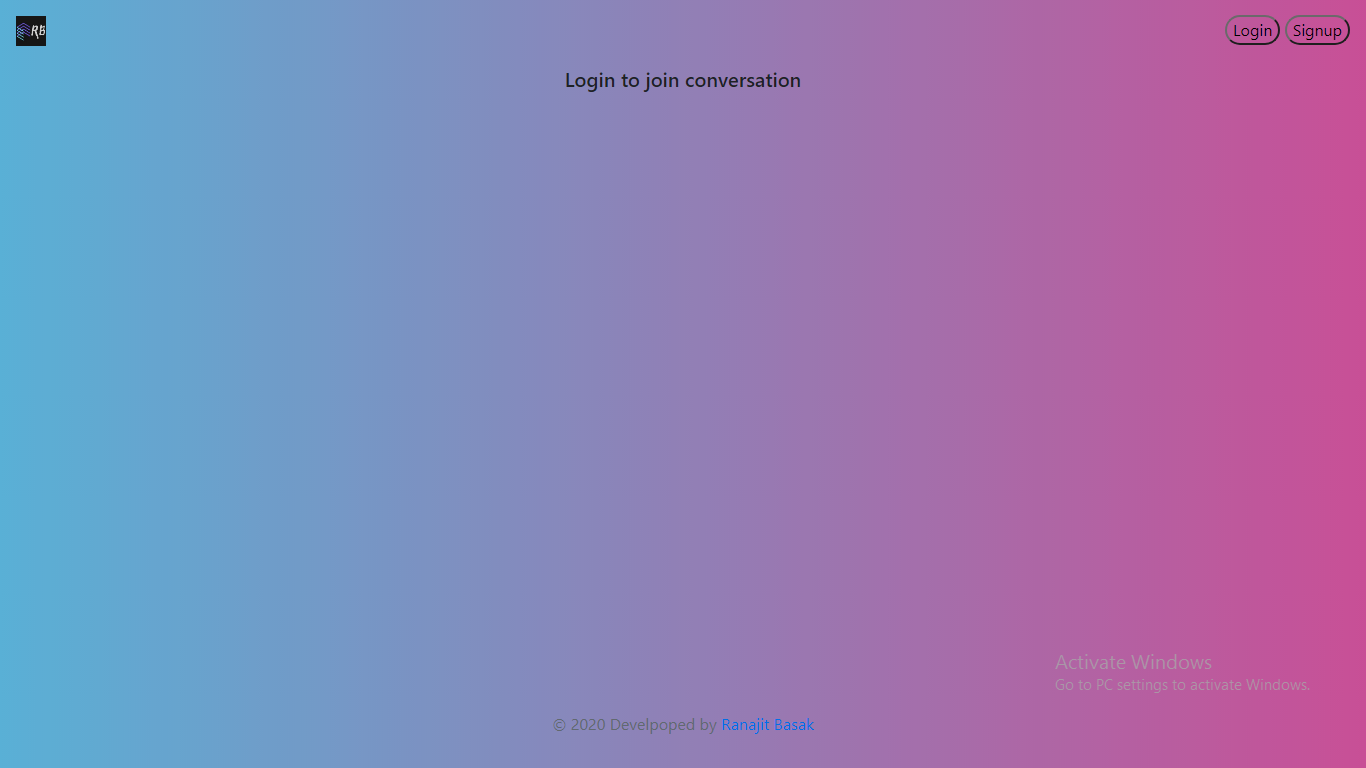 RB
Login Signup
Login to join conversation
Activate Windows
Go to PC settings to activate Windows.
© 2020 Develpoped by Ranajit Basak